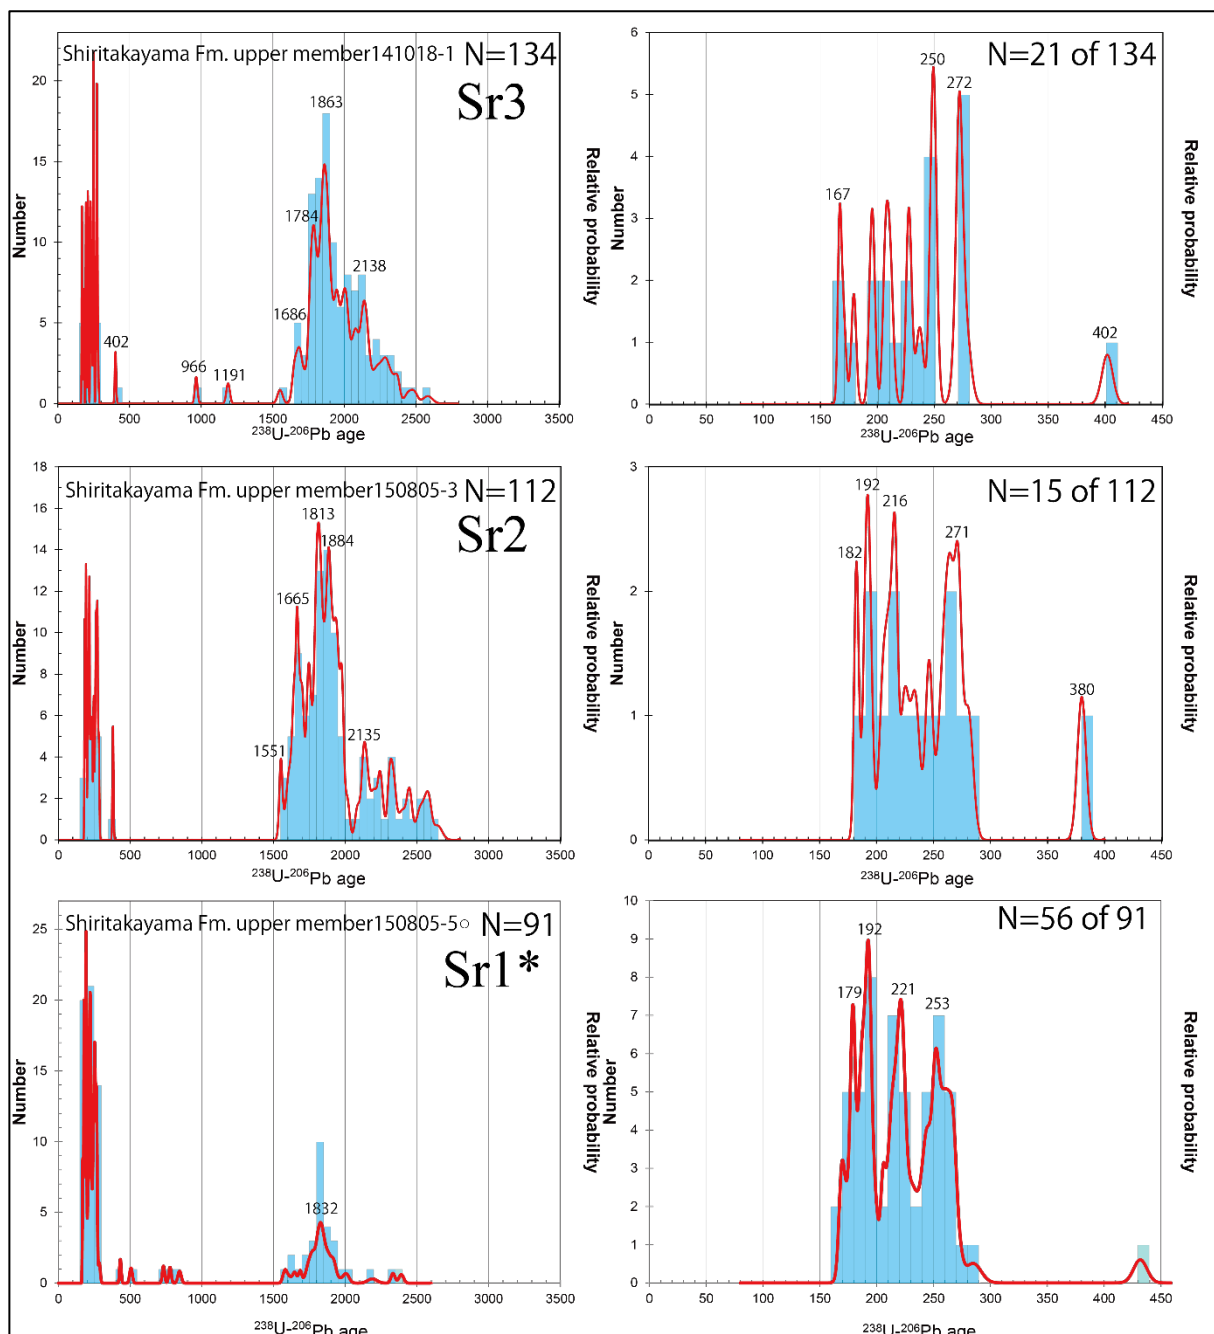 Shiritakayama Fm. upper member141018-1 N=134
Sr3
Number
Relative probability
20
15
10
5
0
1863
1784
2138
1686
402
966
1191
0 500 1000 1500 2000 2500 3000 3500
238U-206Pb age
N=21 of 134
Number
Relative probability
6
5
4
3
2
1
0
250
272
167
402
0 50 100 150 200 250 300 350 400 450
238U-206Pb age
Shiritakayama Fm. upper member150805-3 N=112
Sr2
Number
Relative probability
18
16
14
12
10
8
6
4
2
0
1813
1884
1665
1551
2135
0 500 1000 1500 2000 2500 3000 3500
238U-206Pb age
N=15 of 112
Number
Relative probability
3
2
1
0
192
216
182
271
380
0 50 100 150 200 250 300 350 400 450
238U-206Pb age
Shiritakayama Fm. upper member150805-5○ N=91
Sr1*
Number
Relative probability
25
20
15
10
5
0
1832
0 500 1000 1500 2000 2500 3000 3500
238U-206Pb age
N=56 of 91
Number
Relative probability
10
9
8
7
6
5
4
3
2
1
0
192
179
221
253
0 50 100 150 200 250 300 350 400 450
238U-206Pb age